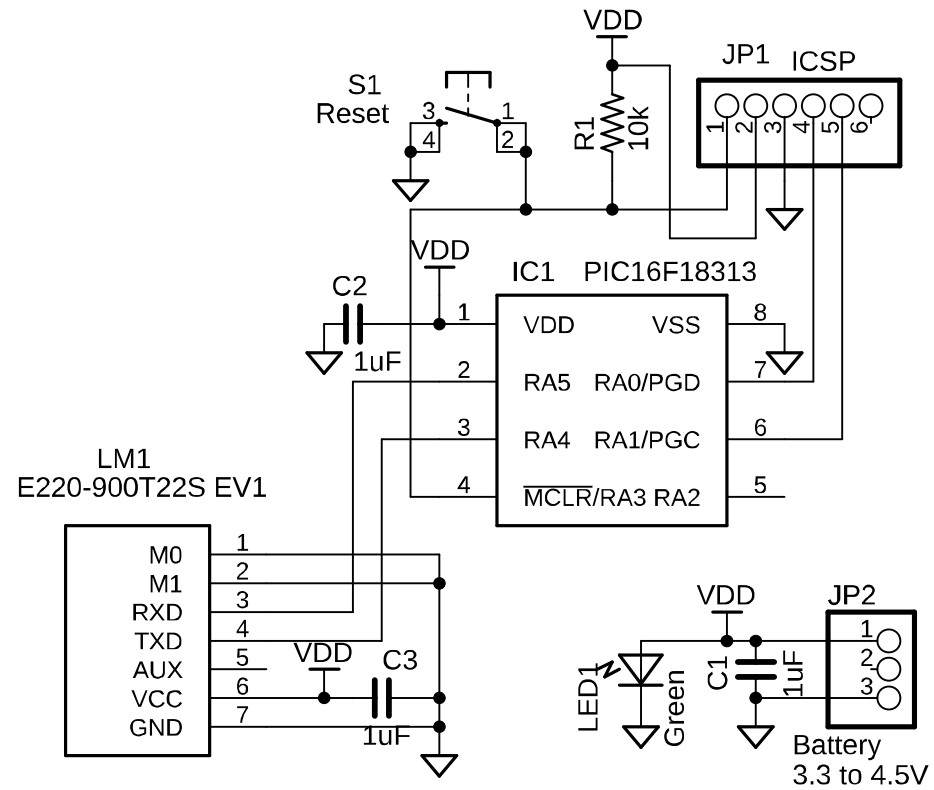 VDD
JP1 ICSP
S1
Reset
3 1
4 2
R1
10k
1 2 3 4 5 6
VDD
IC1 PIC16F18313
C2
1uF
1 VDD VSS 8
2 RA5 RA0/PGD 7
3 RA4 RA1/PGC 6
4 MCLR/RA3 RA2 5
LM1
E220-900T22S EV1
M0 1
M1 2
RXD 3
TXD 4
AUX 5
VCC 6
GND 7
VDD
C3
1uF
VDD
JP2
1
2
3
LED1
Green
C1
1uF
Battery
3.3 to 4.5V